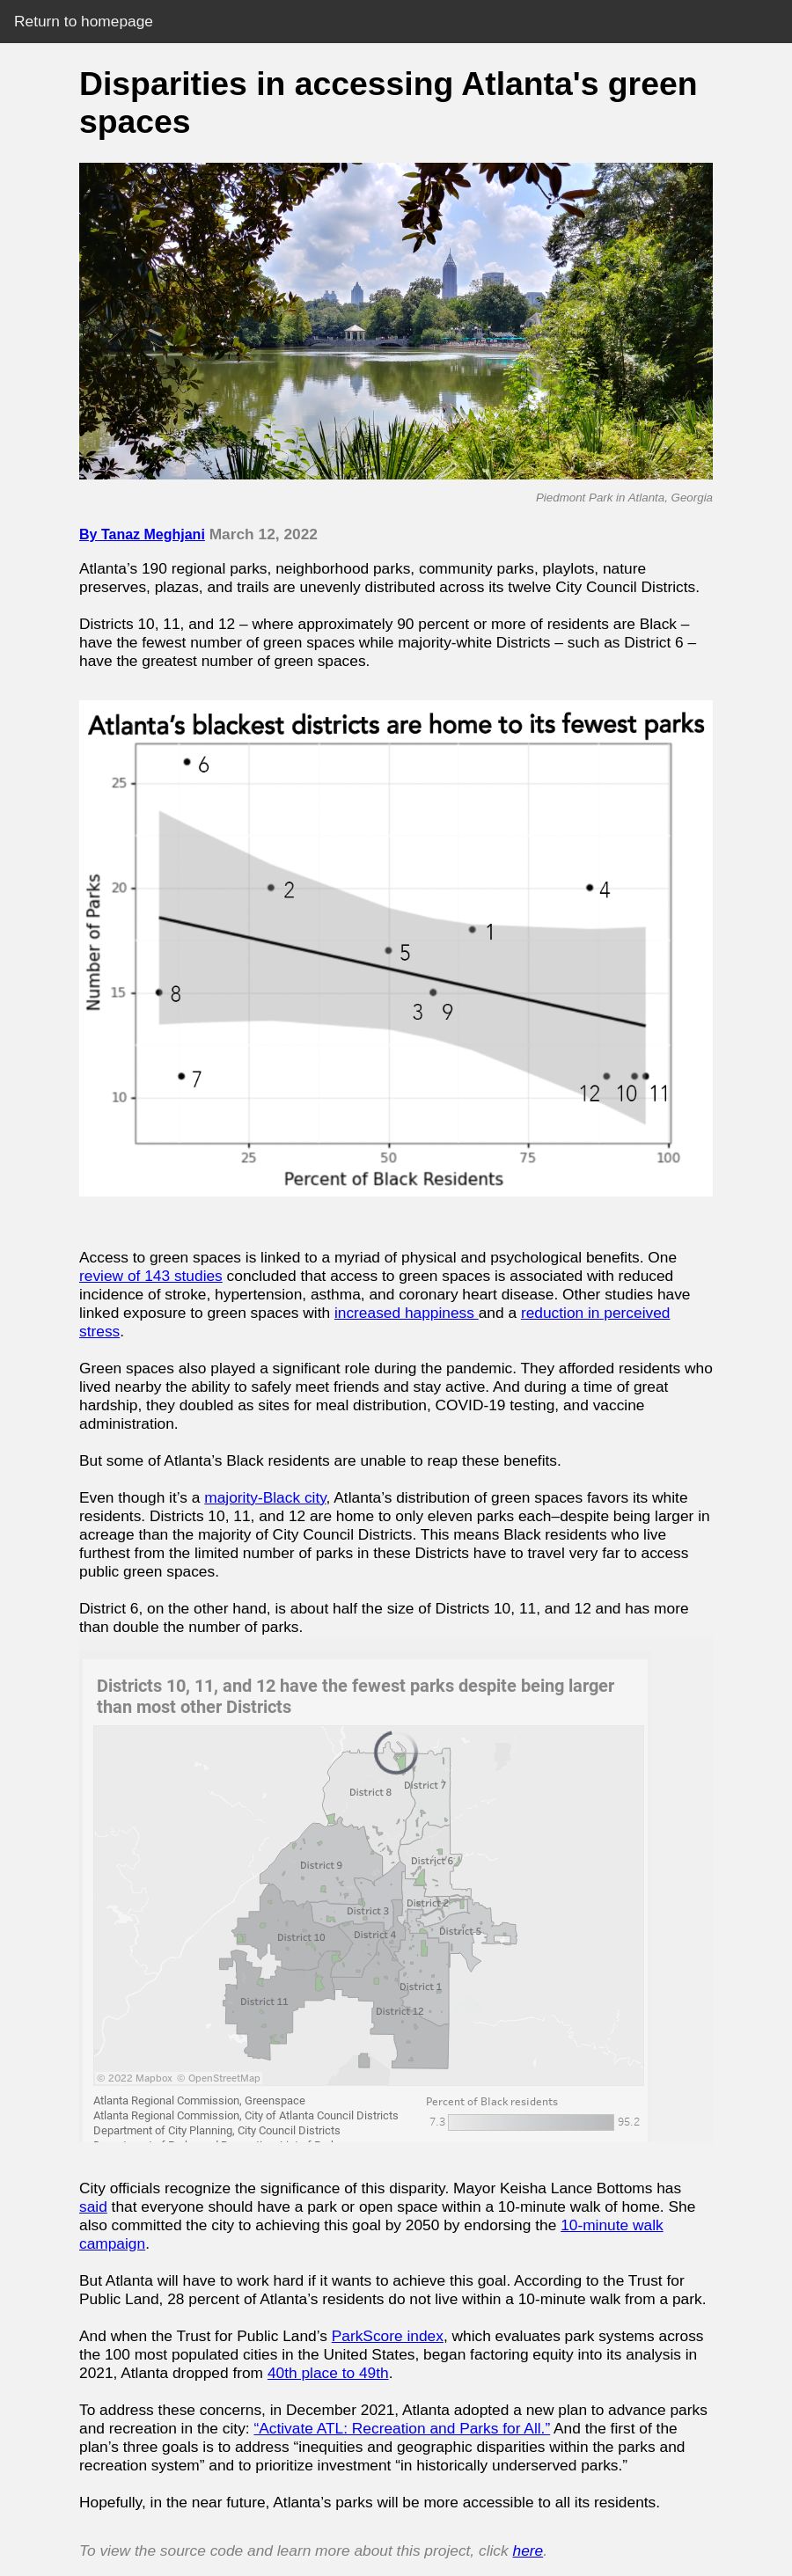 Return to homepage
Disparities in accessing Atlanta's green
spaces
Piedmont Park in Atlanta, Georgia
By Tanaz Meghjani March 12, 2022
Atlanta’s 190 regional parks, neighborhood parks, community parks, playlots, nature
preserves, plazas, and trails are unevenly distributed across its twelve City Council Districts.
Districts 10, 11, and 12 – where approximately 90 percent or more of residents are Black –
have the fewest number of green spaces while majority-white Districts – such as District 6 –
have the greatest number of green spaces.
Atlanta’s blackest districts are home to its fewest parks
6
25
20
2
4
1
5
Number of Parks
15
8
3 9
7
10
12 10 11
25 50 75 100
Percent of Black Residents
Access to green spaces is linked to a myriad of physical and psychological benefits. One
review of 143 studies concluded that access to green spaces is associated with reduced
incidence of stroke, hypertension, asthma, and coronary heart disease. Other studies have
linked exposure to green spaces with increased happiness and a reduction in perceived
stress.
Green spaces also played a significant role during the pandemic. They afforded residents who
lived nearby the ability to safely meet friends and stay active. And during a time of great
hardship, they doubled as sites for meal distribution, COVID-19 testing, and vaccine
administration.
But some of Atlanta’s Black residents are unable to reap these benefits.
Even though it’s a majority-Black city, Atlanta’s distribution of green spaces favors its white
residents. Districts 10, 11, and 12 are home to only eleven parks each–despite being larger in
acreage than the majority of City Council Districts. This means Black residents who live
furthest from the limited number of parks in these Districts have to travel very far to access
public green spaces.
District 6, on the other hand, is about half the size of Districts 10, 11, and 12 and has more
than double the number of parks.
Districts 10, 11, and 12 have the fewest parks despite being larger
than most other Districts
District 7
District 8
District 6
District 9
District 2
District 3
District 5
District 4
District 10
District 1
District 11
District 12
© 2022 Mapbox © OpenStreetMap
Atlanta Regional Commission, Greenspace
Atlanta Regional Commission, City of Atlanta Council Districts
Department of City Planning, City Council Districts
Percent of Black residents
7.3 95.2
City officials recognize the significance of this disparity. Mayor Keisha Lance Bottoms has
said that everyone should have a park or open space within a 10-minute walk of home. She
also committed the city to achieving this goal by 2050 by endorsing the 10-minute walk
campaign.
But Atlanta will have to work hard if it wants to achieve this goal. According to the Trust for
Public Land, 28 percent of Atlanta’s residents do not live within a 10-minute walk from a park.
And when the Trust for Public Land’s ParkScore index, which evaluates park systems across
the 100 most populated cities in the United States, began factoring equity into its analysis in
2021, Atlanta dropped from 40th place to 49th.
To address these concerns, in December 2021, Atlanta adopted a new plan to advance parks
and recreation in the city: “Activate ATL: Recreation and Parks for All.” And the first of the
plan’s three goals is to address “inequities and geographic disparities within the parks and
recreation system” and to prioritize investment “in historically underserved parks.”
Hopefully, in the near future, Atlanta’s parks will be more accessible to all its residents.
To view the source code and learn more about this project, click here.